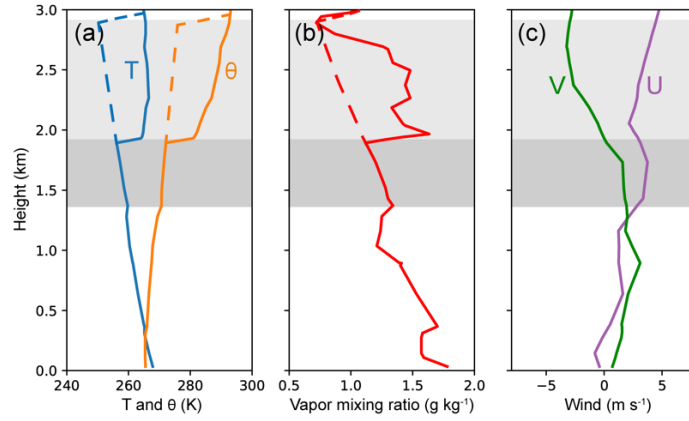 (a)
(b)
(c)
T
θ
V
U
Height (km)
3.0
2.5
2.0
1.5
1.0
0.5
0.0
240
260
280
300
0.5
1.0
1.5
2.0
−5
0
5
T and θ (K)
Vapor mixing ratio (g kg⁻¹)
Wind (m s⁻¹)